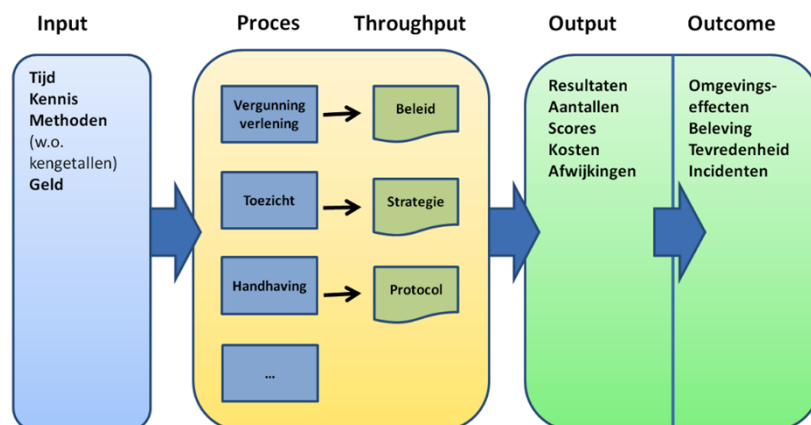 Input
Proces
Throughput
Output
Outcome
Tijd
Kennis
Methoden
(w.o.
kengetallen)
Geld
Vergunning
verlening
Beleid
Toezicht
Strategie
Handhaving
Protocol
...
Resultaten
Aantallen
Scores
Kosten
Afwijkingen
Omgevings-
effecten
Beleving
Tevredenheid
Incidenten